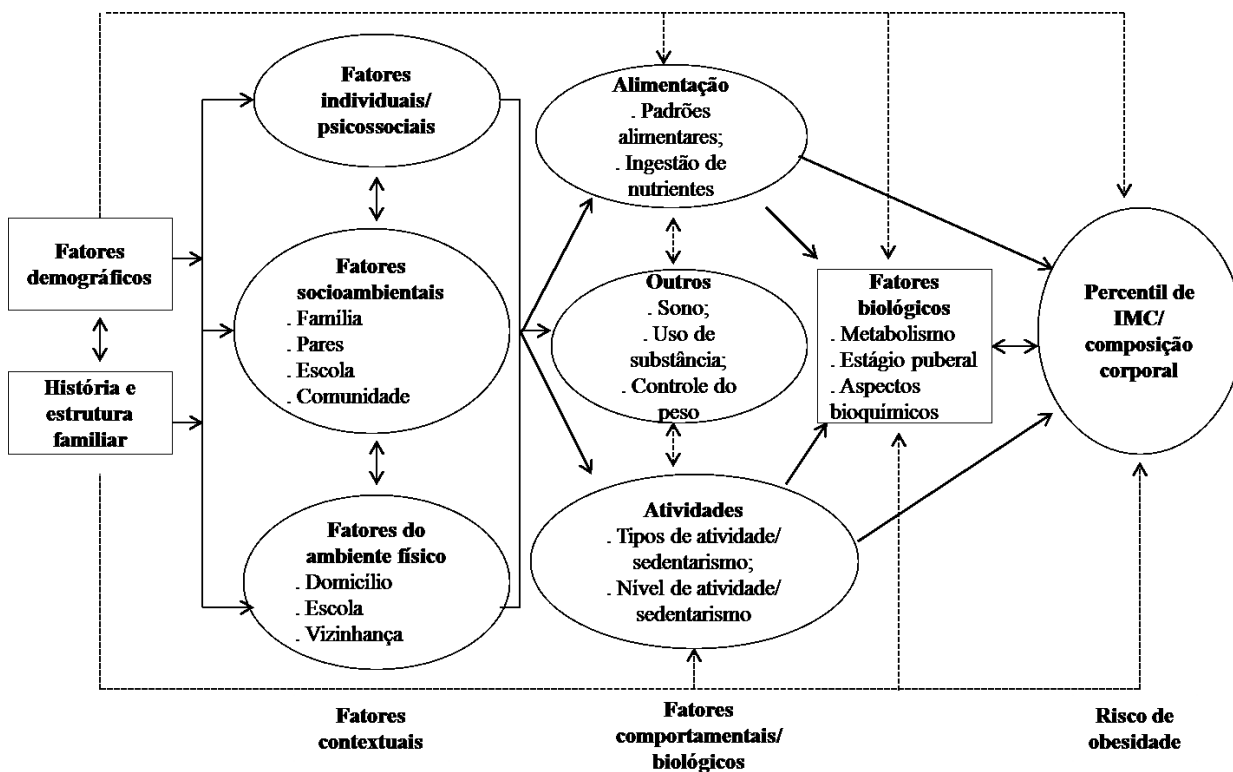 Fatores
demográficos
História e
estrutura
familiar
Fatores
individuais/
psicossociais
Fatores
socioambientais
. Família
. Pares
. Escola
. Comunidade
Fatores do
ambiente físico
. Domicílio
. Escola
. Vizinhança
Alimentação
. Padrões
alimentares;
. Ingestão de
nutrientes
Outros
. Sono;
. Uso de
substância;
. Controle do
peso
Atividades
. Tipos de atividade/
sedentarismo;
. Nível de atividade/
sedentarismo
Fatores
biológicos
. Metabolismo
. Estágio puberal
. Aspectos
bioquímicos
Percentil de
IMC/
composição
corporal
Fatores
contextuais
Fatores
comportamentais/
biológicos
Risco de
obesidade